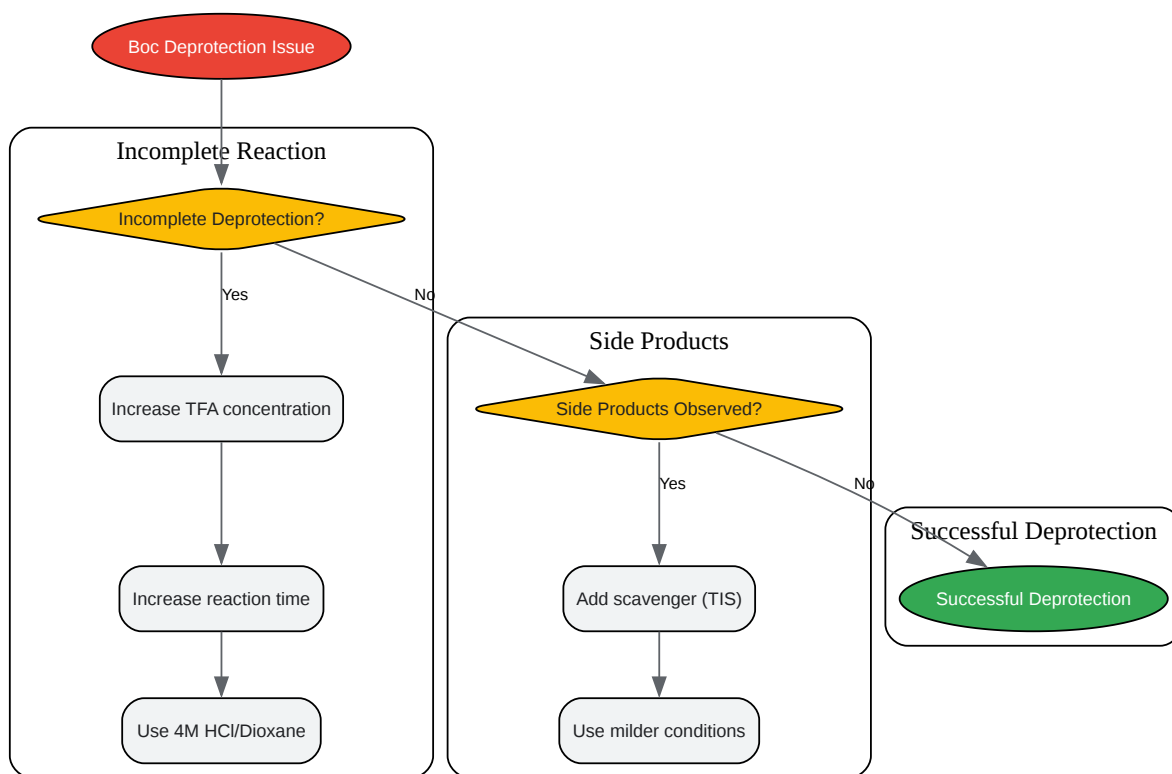 Boc Deprotection Issue
Incomplete Reaction
Incomplete Deprotection?
Yes
No
Increase TFA concentration
Increase reaction time
Use 4M HCl/Dioxane
Side Products
Side Products Observed?
Yes
No
Add scavenger (TIS)
Use milder conditions
Successful Deprotection
Successful Deprotection